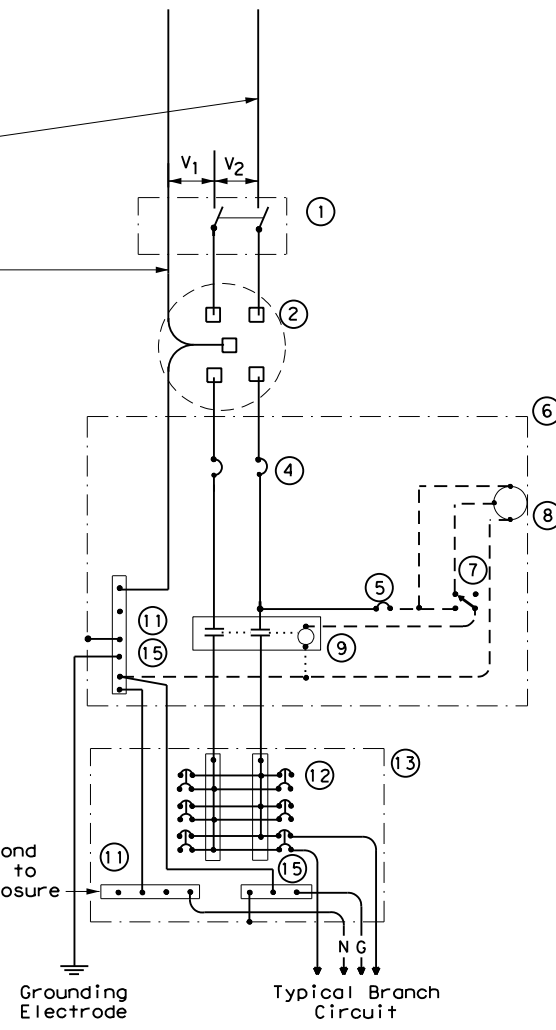 V1 V2
1
2
6
4
8
7
5
11
9
15
13
12
11
ond
to
osure
15
N G
Grounding
Electrode
Typical Branch
Circuit